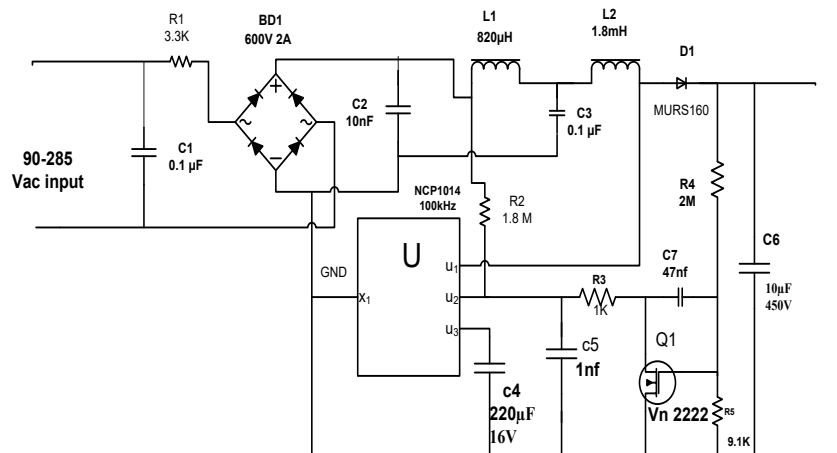 R1
3.3K
BD1
600V 2A
L1
820µH
L2
1.8mH
D1
MURS160
C1
0.1 µF
C2
10nF
C3
0.1 µF
90-285
Vac input
NCP1014
100kHz
R2
1.8 M
R4
2M
GND
U
u1
u2
u3
x1
R3
1K
C7
47nf
C6
10µF
450V
c5
1nf
Q1
c4
220µF
16V
Vn 2222
R5
9.1K